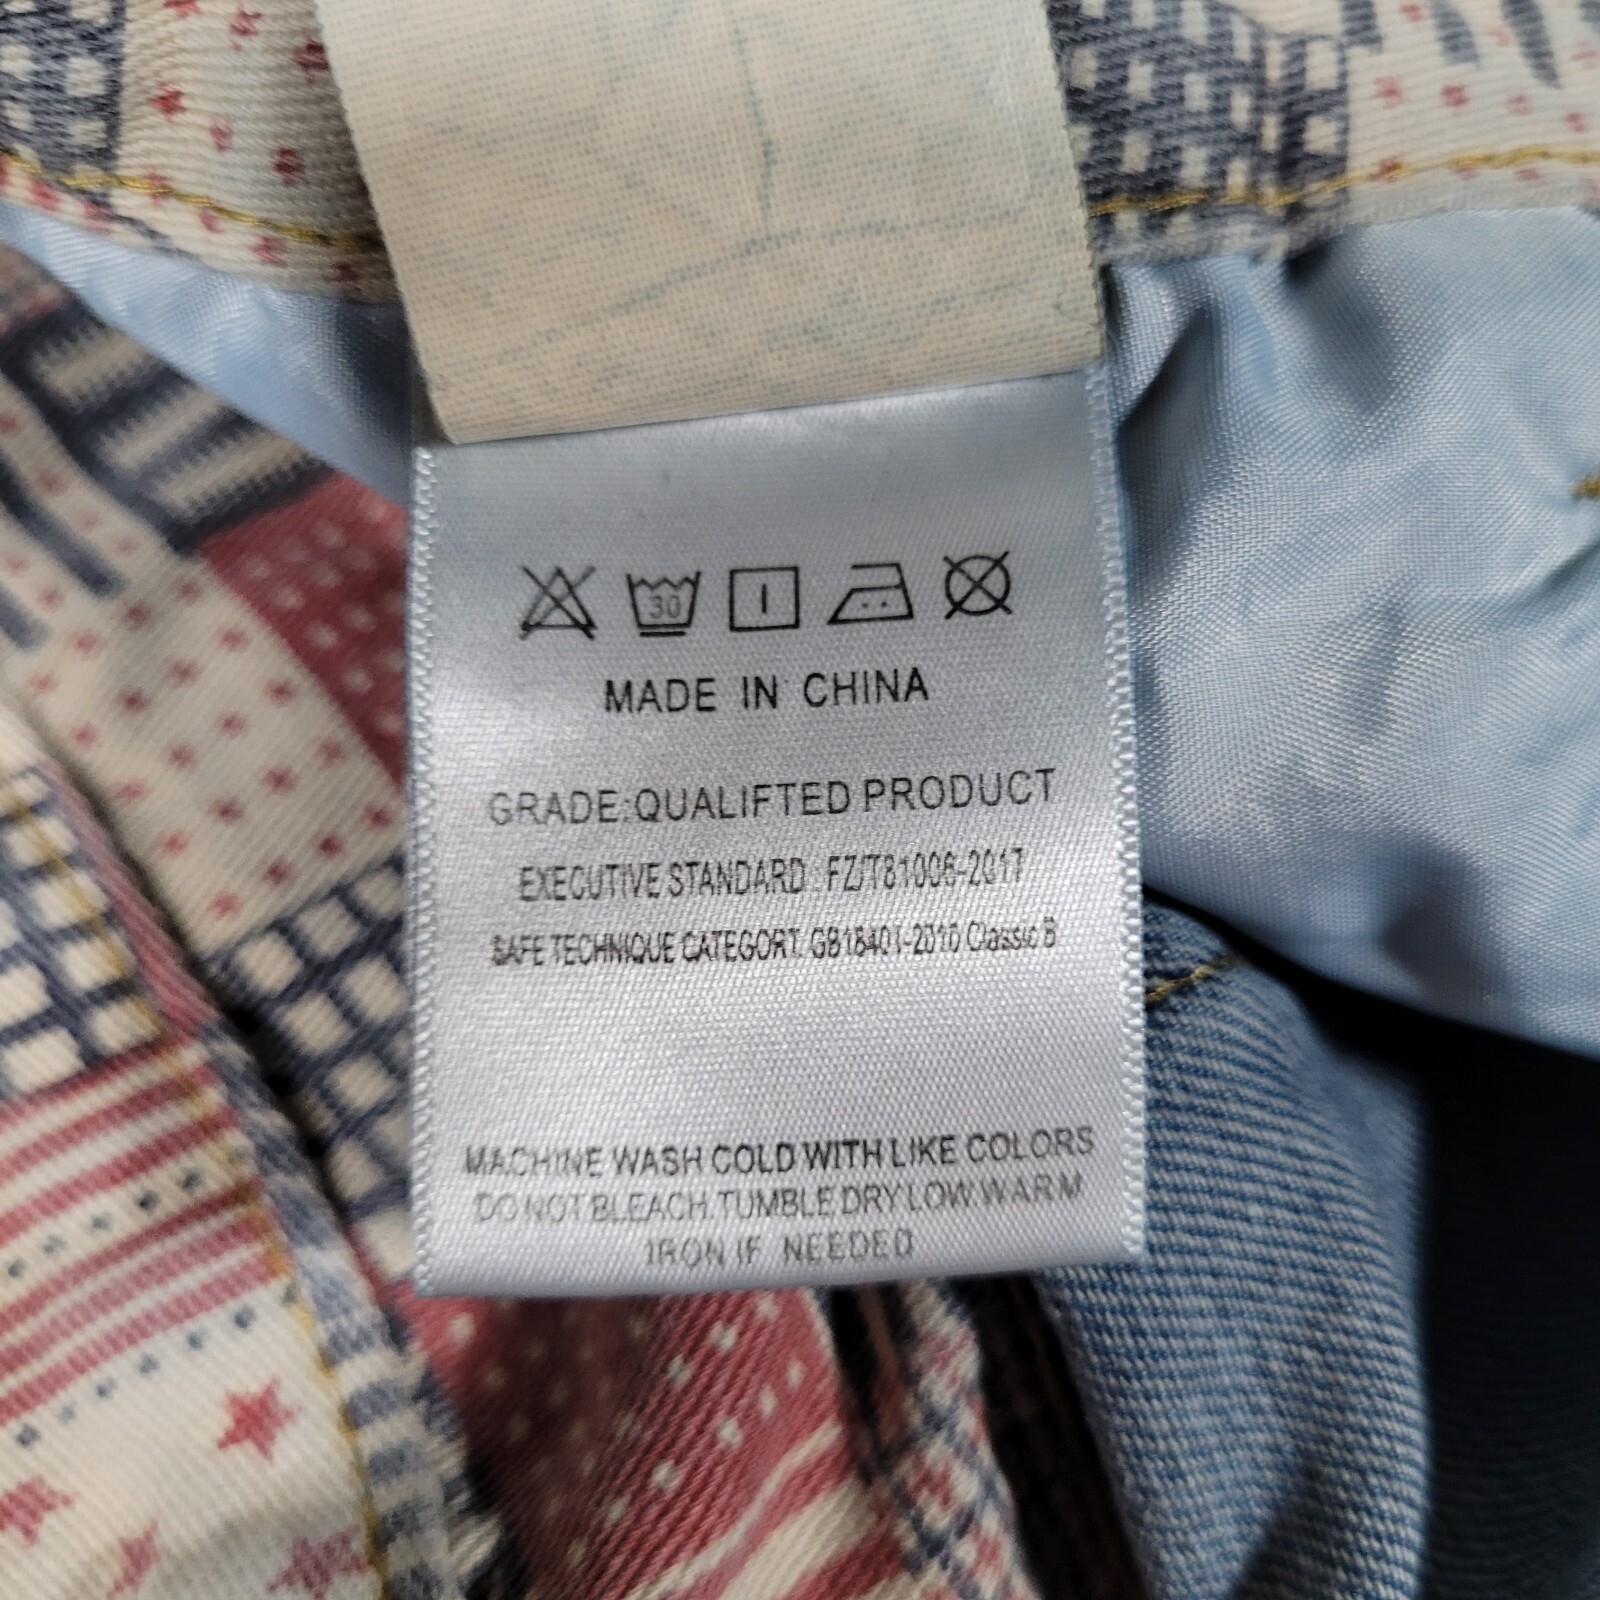 30
MADE IN CHINA
GRADE:QUALIFTED PRODUCT
EXECUTIVE STANDARD: FZ/T81006-2017
SAFE TECHNIQUE CATEGORT: GB18401-2010 Classic B
MACHINE WASH COLD WITH LIKE COLORS
DO NOT BLEACH.TUMBLE DRY LOW.WARM
IRON IF NEEDED